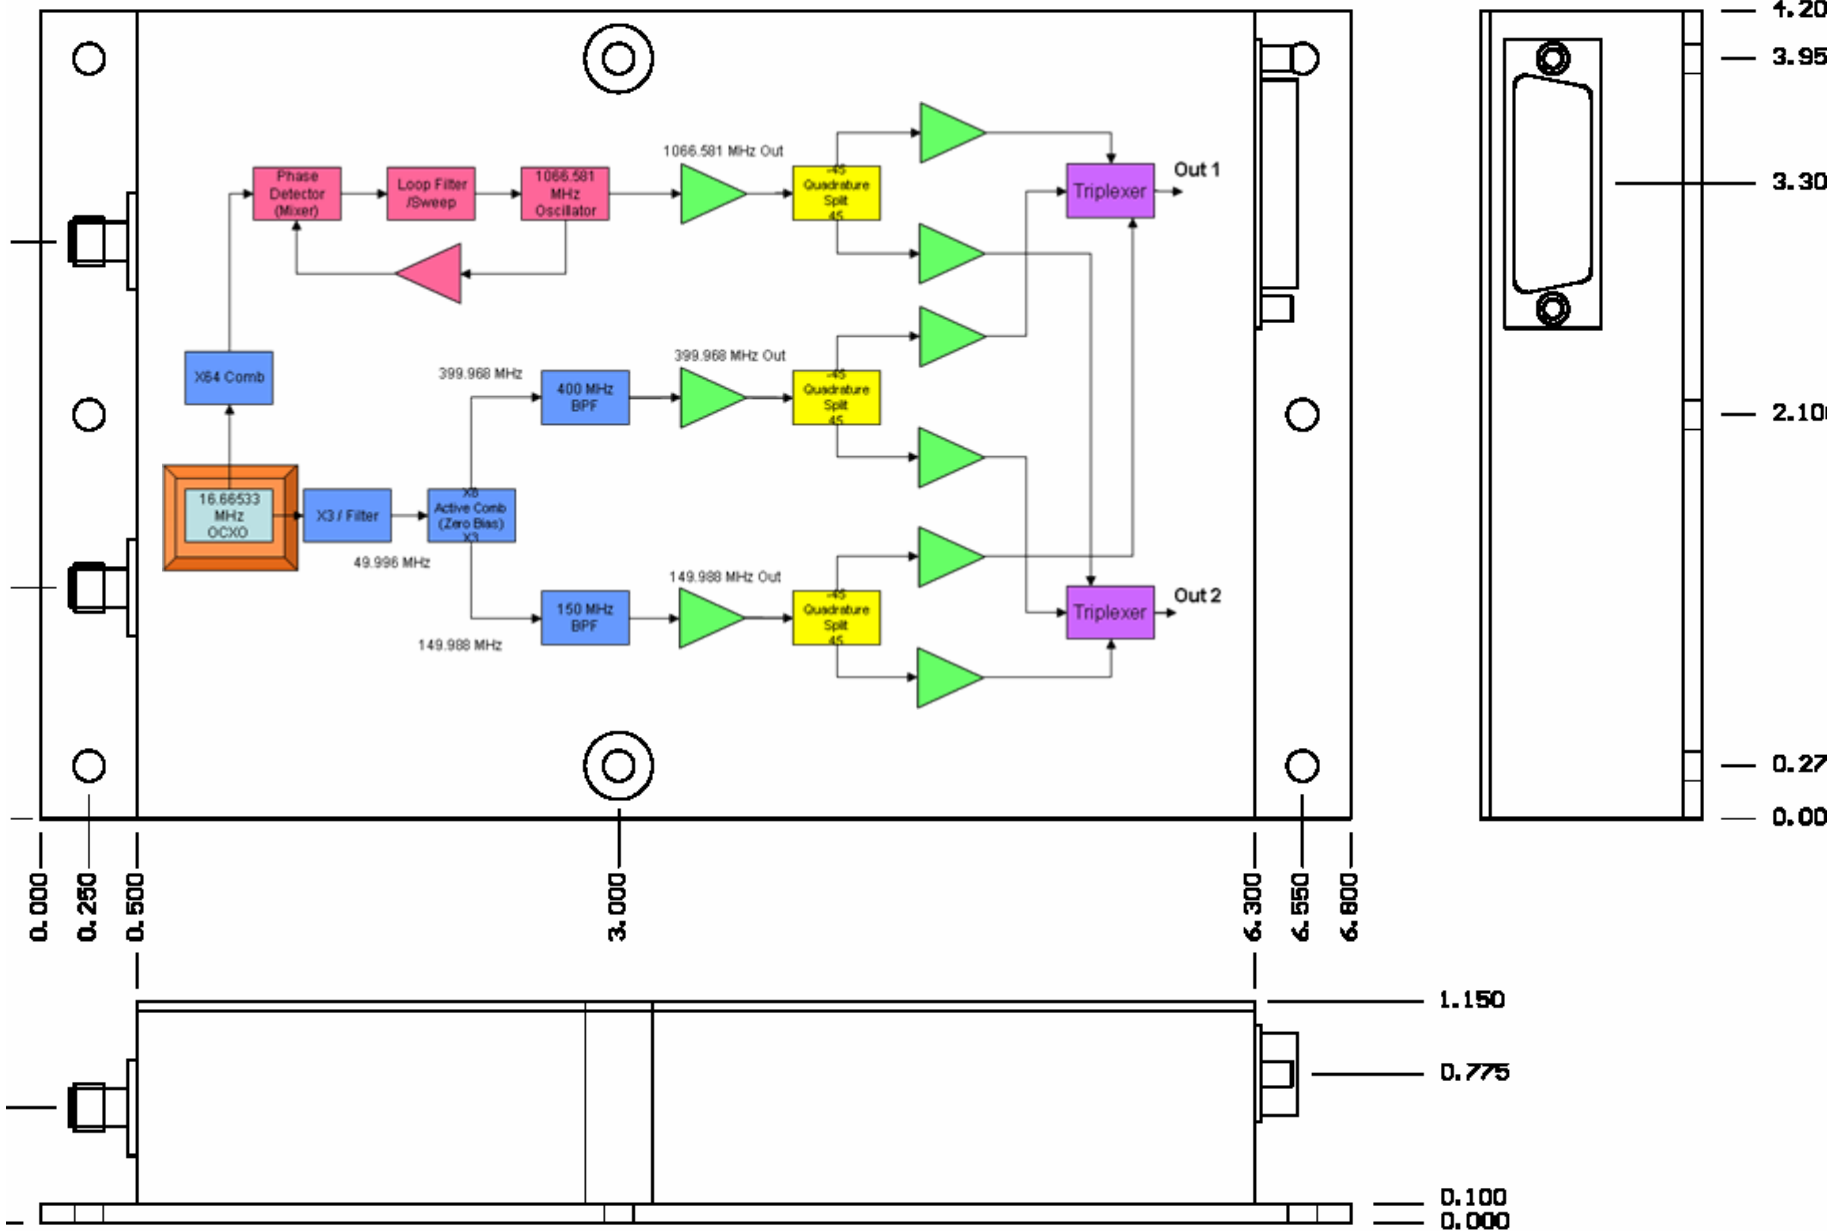 4.20
3.95
1066.581 MHz Out
Phase
Detector
(Mixer)
Loop Filter
/Sweep
1066.581
MHz
Oscillator
-45
Quadrature
Split
45
Triplexer
Out 1
3.30
399.968 MHz Out
399.968 MHz
X64 Comb
400 MHz
BPF
-45
Quadrature
Split
45
2.10
16.66533
MHz
OCXO
X3 / Filter
X8
Active Comb
(Zero Bias)
X3
49.996 MHz
149.988 MHz Out
150 MHz
BPF
149.988 MHz
-45
Quadrature
Split
45
Triplexer
Out 2
0.27
0.00
0.000
0.250
0.500
3.000
6.300
6.550
6.800
1.150
0.775
0.100
0.000